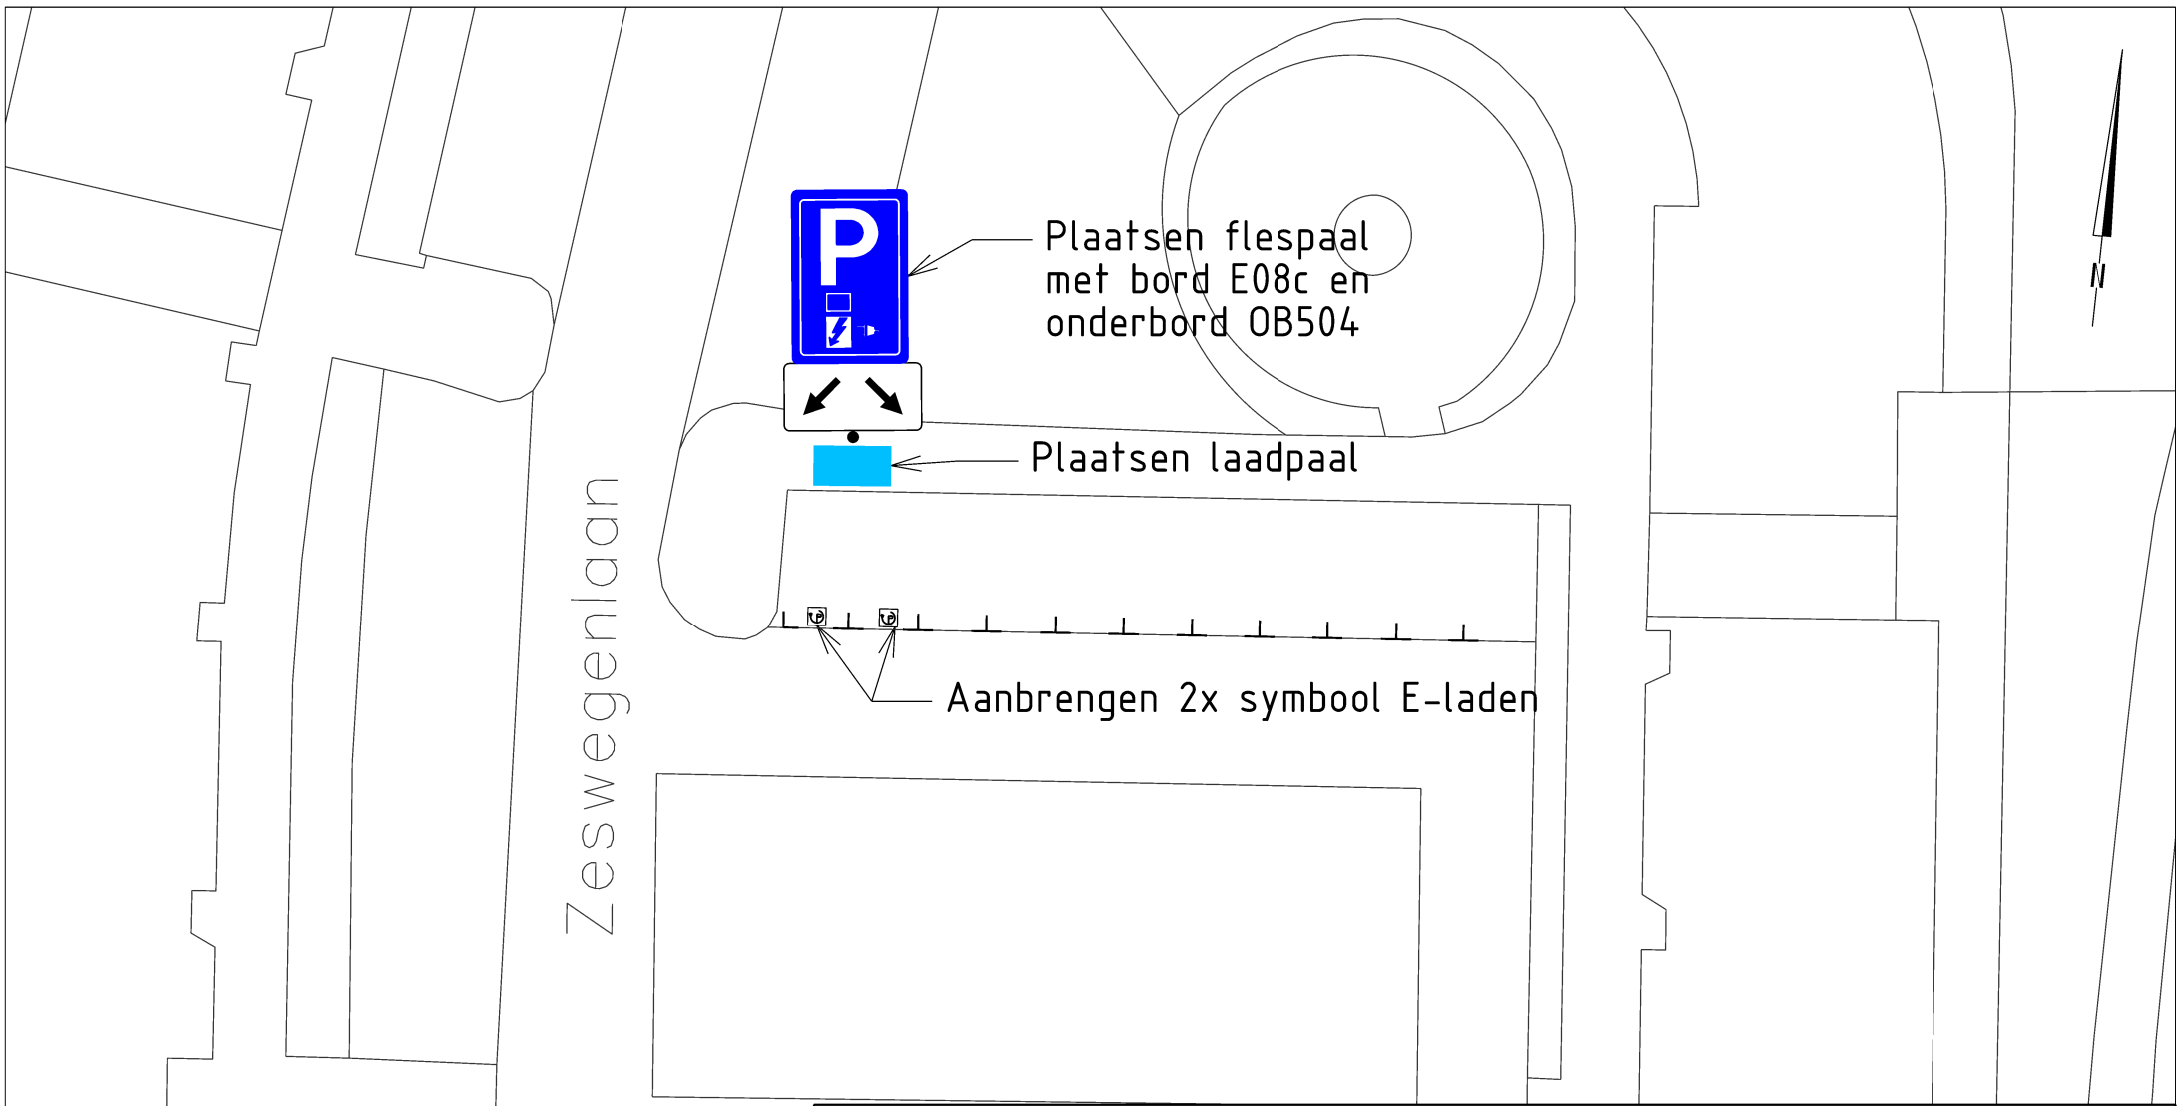 P
Plaatsen flespaal
met bord E08c en
onderbord OB504
N
Plaatsen laadpaal
Zeswegenlaan
Aanbrengen 2x symbool E-laden